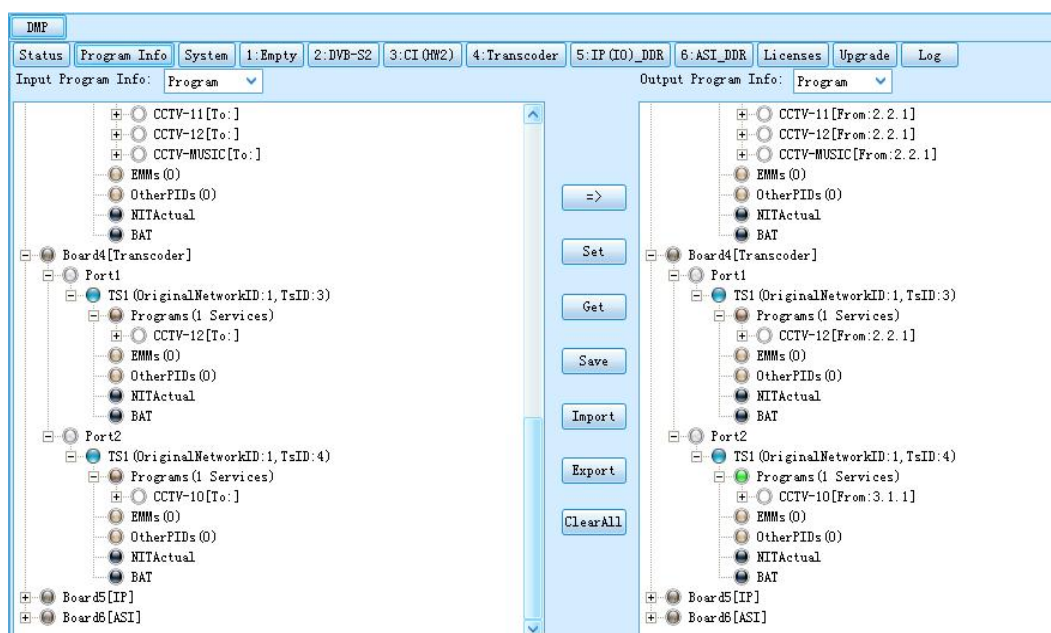 DMP
Status Program Info System 1:Empty 2:DVB-S2 3:CI(HW2) 4:Transcoder 5:IP(IO)_DDR 6:ASI_DDR Licenses Upgrade Log
Input Program Info: Program
CCTV-11[To:]
CCTV-12[To:]
CCTV-MUSIC[To:]
EMMs(0)
OtherPIDs(0)
NITActual
BAT
Board4[Transcoder]
Port1
TS1(OriginalNetworkID:1,TsID:3)
Programs(1 Services)
CCTV-12[To:]
EMMs(0)
OtherPIDs(0)
NITActual
BAT
Port2
TS1(OriginalNetworkID:1,TsID:4)
Programs(1 Services)
CCTV-10[To:]
EMMs(0)
OtherPIDs(0)
NITActual
BAT
Board5[IP]
Board6[ASI]
=>
Set
Get
Save
Import
Export
ClearAll
Output Program Info: Program
CCTV-11[From:2.2.1]
CCTV-12[From:2.2.1]
CCTV-MUSIC[From:2.2.1]
EMMs(0)
OtherPIDs(0)
NITActual
BAT
Board4[Transcoder]
Port1
TS1(OriginalNetworkID:1,TsID:3)
Programs(1 Services)
CCTV-12[From:2.2.1]
EMMs(0)
OtherPIDs(0)
NITActual
BAT
Port2
TS1(OriginalNetworkID:1,TsID:4)
Programs(1 Services)
CCTV-10[From:3.1.1]
EMMs(0)
OtherPIDs(0)
NITActual
BAT
Board5[IP]
Board6[ASI]